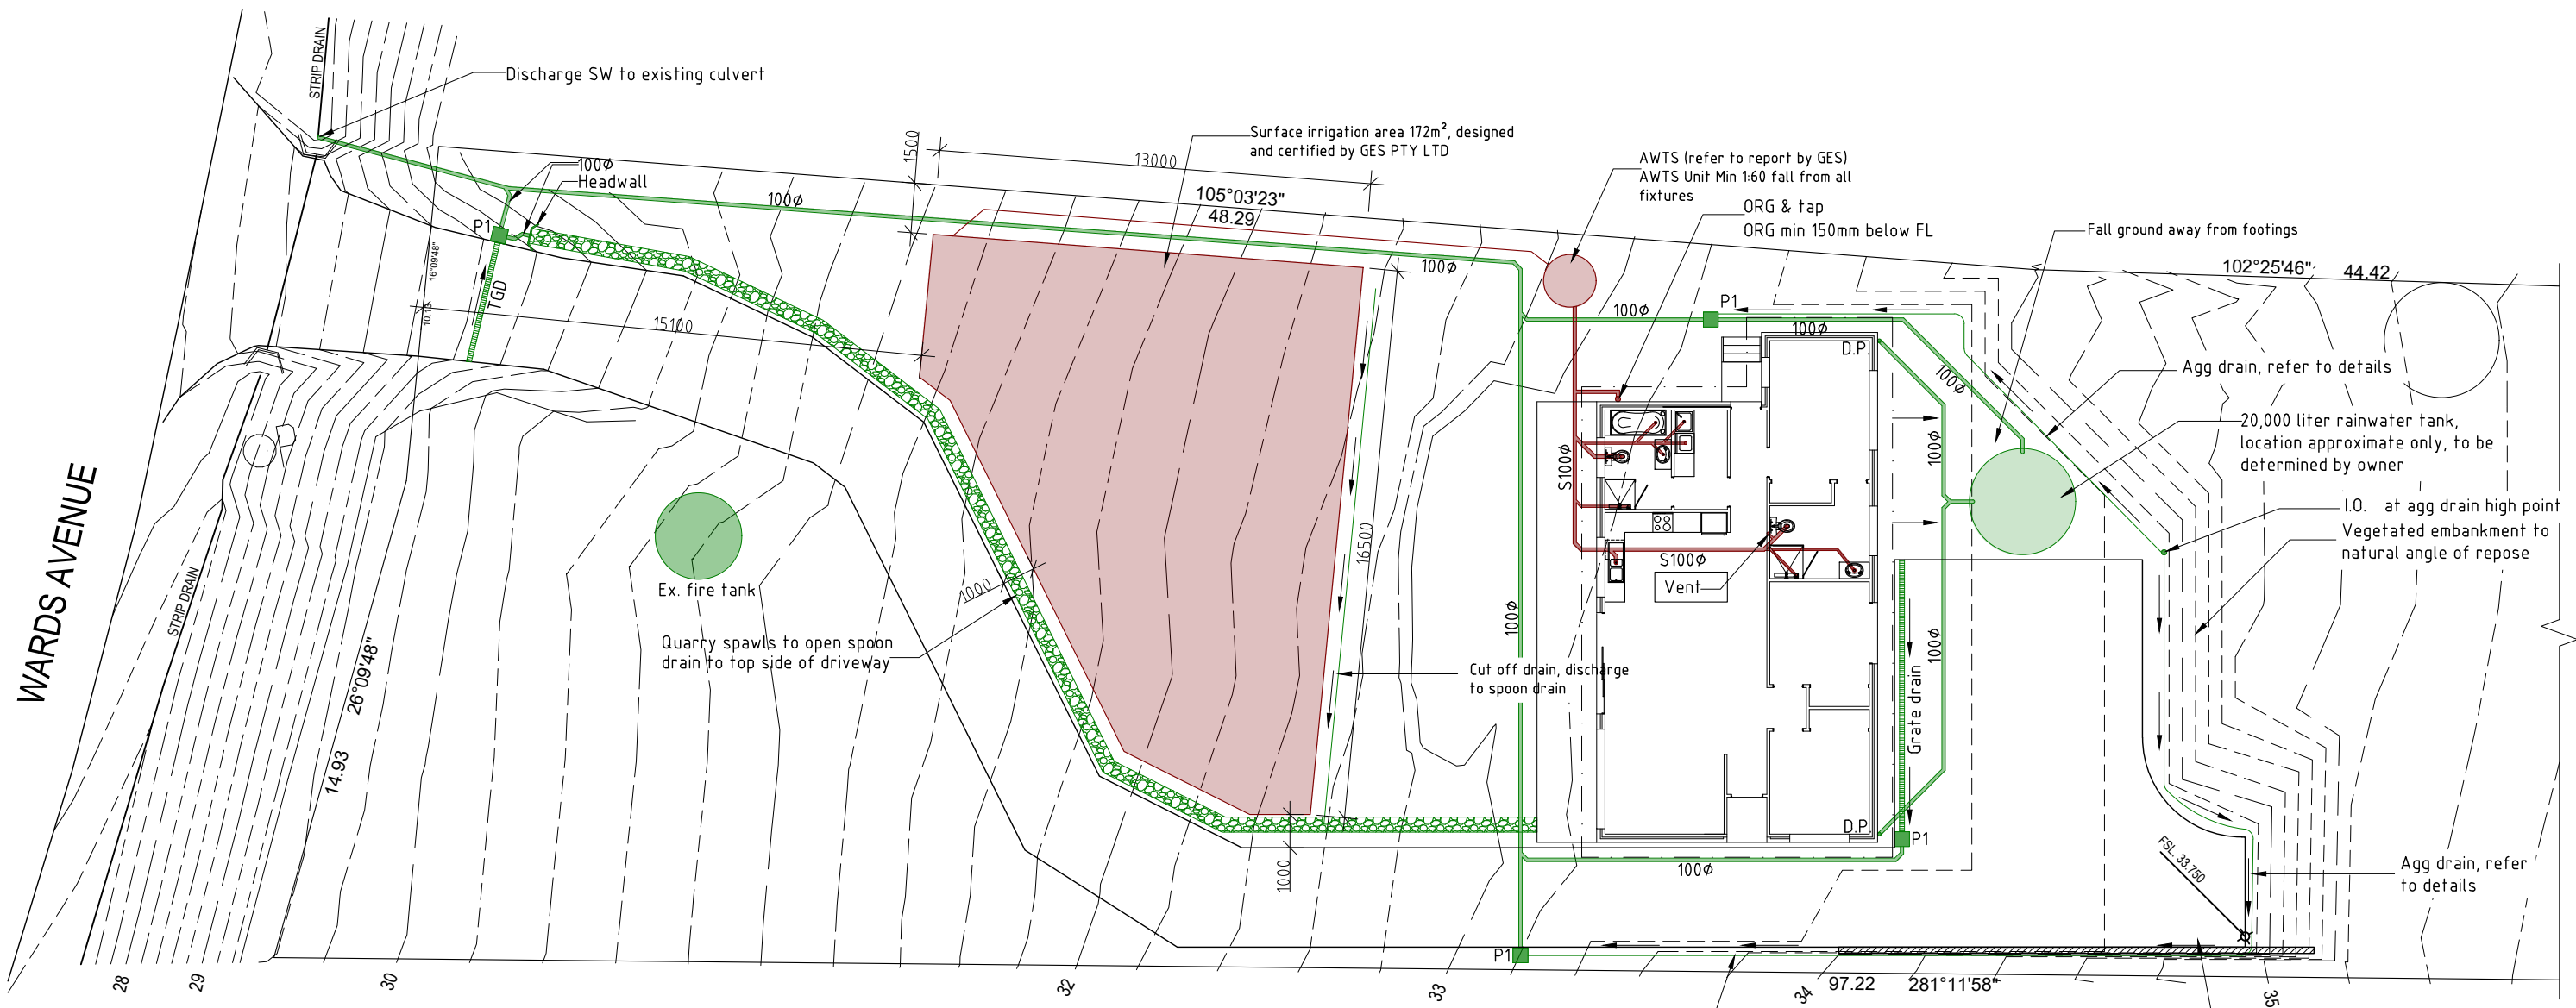 STRIP DRAIN
Discharge SW to existing culvert
100ø
Headwall
P1
TGD
16°09'48"
10.13
15100
100ø
1500
13000
Surface irrigation area 172m², designed
and certified by GES PTY LTD
105°03'23"
48.29
100ø
AWTS (refer to report by GES)
AWTS Unit Min 1:60 fall from all
fixtures
ORG & tap
ORG min 150mm below FL
Fall ground away from footings
102°25'46"
44.42
100ø
P1
100ø
D.P.
100ø
Agg drain, refer to details
20,000 liter rainwater tank,
location approximate only, to be
determined by owner
I.O. at agg drain high point
Vegetated embankment to
natural angle of repose
WARDS AVENUE
STRIP DRAIN
26°09'48"
14.93
Ex. fire tank
Quarry spawls to open spoon
drain to top side of driveway
1000
16500
Cut off drain, discharge
to spoon drain
1000
S100ø
S100ø
Vent
100ø
100ø
100ø
Grate drain
D.P.
P1
100ø
FSL. 33.750
Agg drain, refer
to details
P1
28
29
30
32
33
34
97.22
281°11'58"
35